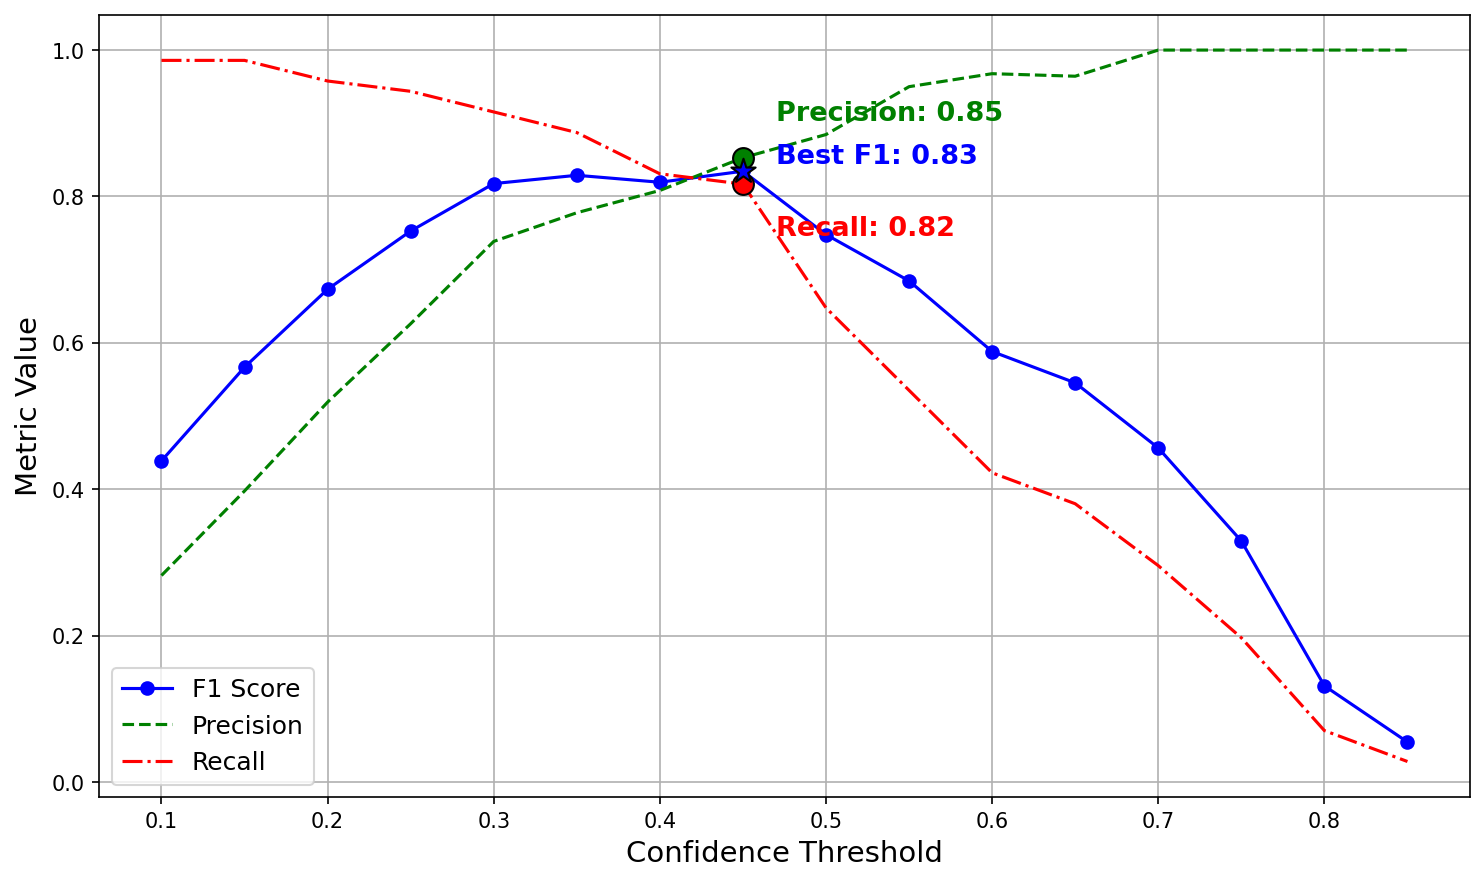 1.0
0.8
0.6
0.4
0.2
0.0
Metric Value
Precision: 0.85
Best F1: 0.83
Recall: 0.82
F1 Score
Precision
Recall
0.1 0.2 0.3 0.4 0.5 0.6 0.7 0.8
Confidence Threshold